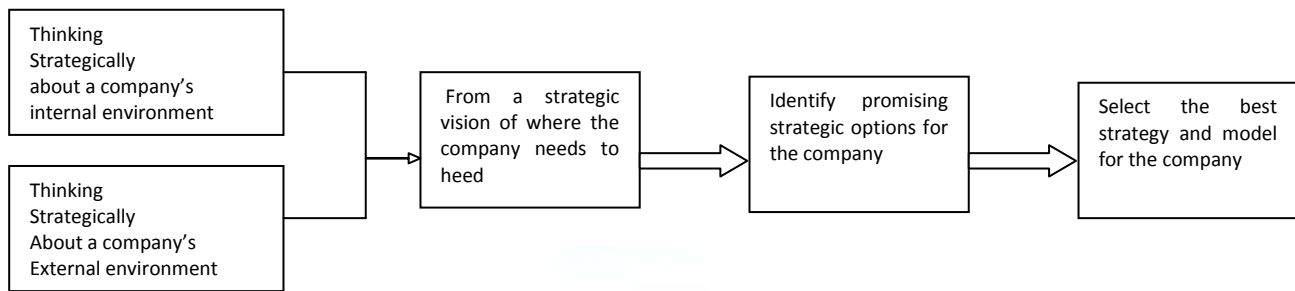 Thinking
Strategically
about a company's
internal environment
Thinking
Strategically
About a company's
External environment
From a strategic
vision of where the
company needs to
heed
Identify promising
strategic options for
the company
Select the best
strategy and model
for the company